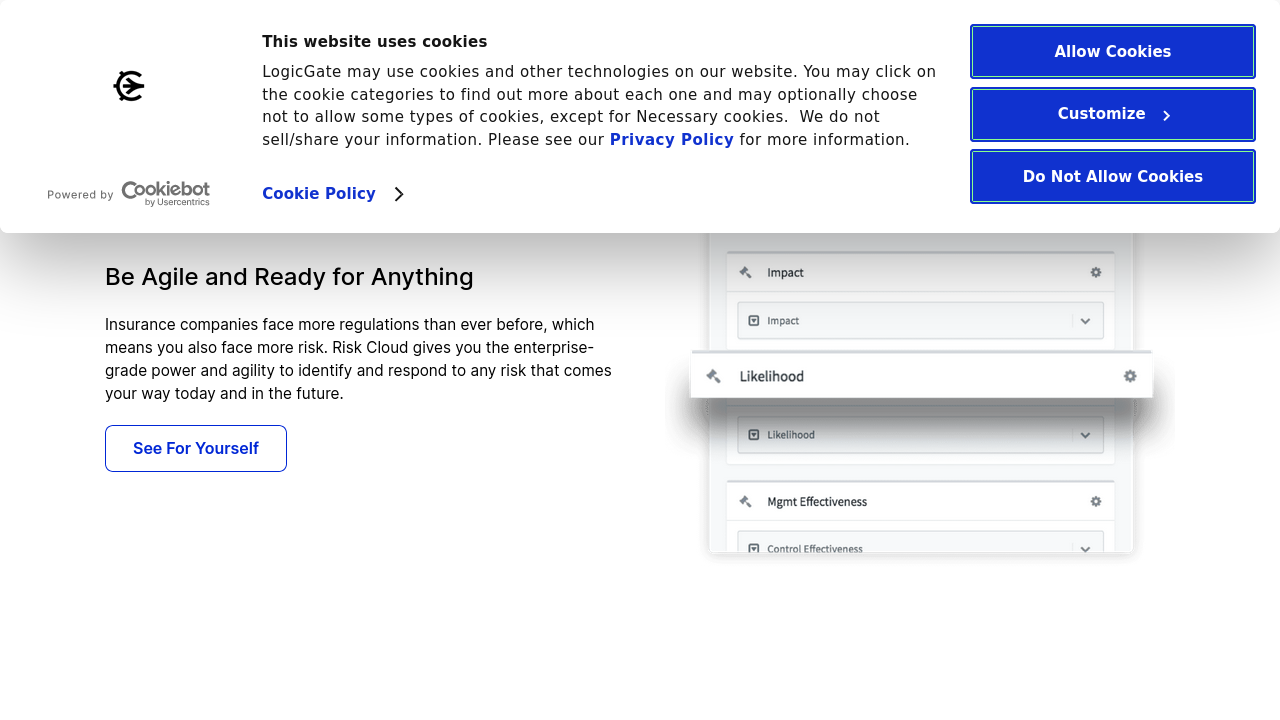 This website uses cookies
LogicGate may use cookies and other technologies on our website. You may click on
the cookie categories to find out more about each one and may optionally choose
not to allow some types of cookies, except for Necessary cookies.  We do not
sell/share your information. Please see our Privacy Policy for more information.
Cookie Policy
Powered by Cookiebot
by Usercentrics
Allow Cookies
Customize
Do Not Allow Cookies
Be Agile and Ready for Anything
Insurance companies face more regulations than ever before, which
means you also face more risk. Risk Cloud gives you the enterprise-
grade power and agility to identify and respond to any risk that comes
your way today and in the future.
See For Yourself
Impact
Impact
Likelihood
Likelihood
Mgmt Effectiveness
Control Effectiveness